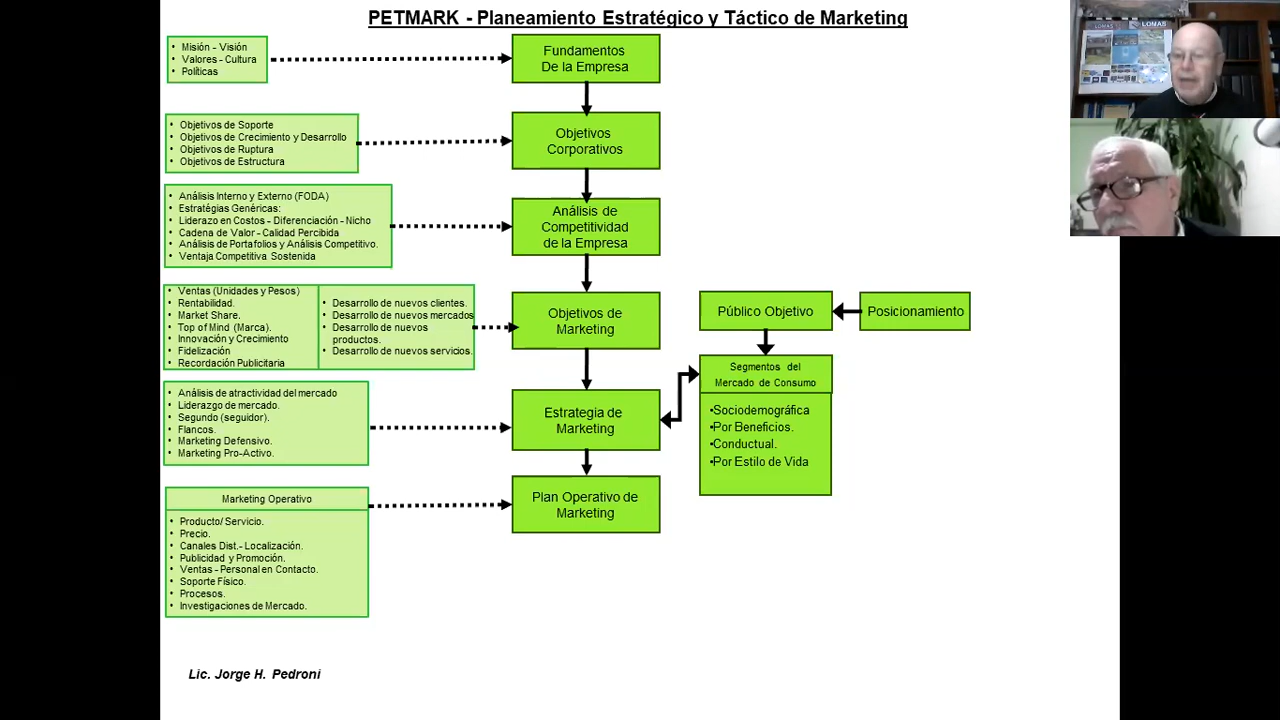 PETMARK - Planeamiento Estratégico y Táctico de Marketing
• Misión - Visión
• Valores - Cultura
• Políticas
Fundamentos
De la Empresa
• Objetivos de Soporte
• Objetivos de Crecimiento y Desarrollo
• Objetivos de Ruptura
• Objetivos de Estructura
Objetivos
Corporativos
• Análisis Interno y Externo (FODA)
• Estratégias Genéricas:
• Liderazo en Costos - Diferenciación - Nicho
• Cadena de Valor - Calidad Percibida
• Análisis de Portafolios y Análisis Competitivo.
• Ventaja Competitiva Sostenida
Análisis de
Competitividad
de la Empresa
• Ventas (Unidades y Pesos)
• Rentabilidad.
• Market Share.
• Top of Mind (Marca).
• Innovación y Crecimiento
• Fidelización
• Recordación Publicitaria
• Desarrollo de nuevos clientes.
• Desarrollo de nuevos mercados
• Desarrollo de nuevos
productos.
• Desarrollo de nuevos servicios.
Objetivos de
Marketing
Público Objetivo
Posicionamiento
Segmentos del
Mercado de Consumo
•Sociodemográfica
•Por Beneficios.
•Conductual.
•Por Estilo de Vida
• Análisis de atractividad del mercado
• Liderazgo de mercado.
• Segundo (seguidor).
• Flancos.
• Marketing Defensivo.
• Marketing Pro-Activo.
Estrategia de
Marketing
Marketing Operativo
• Producto/ Servicio.
• Precio.
• Canales Dist.- Localización.
• Publicidad y Promoción.
• Ventas - Personal en Contacto.
• Soporte Físico.
• Procesos.
• Investigaciones de Mercado.
Plan Operativo de
Marketing
Lic. Jorge H. Pedroni
LOMAS
LOMAS